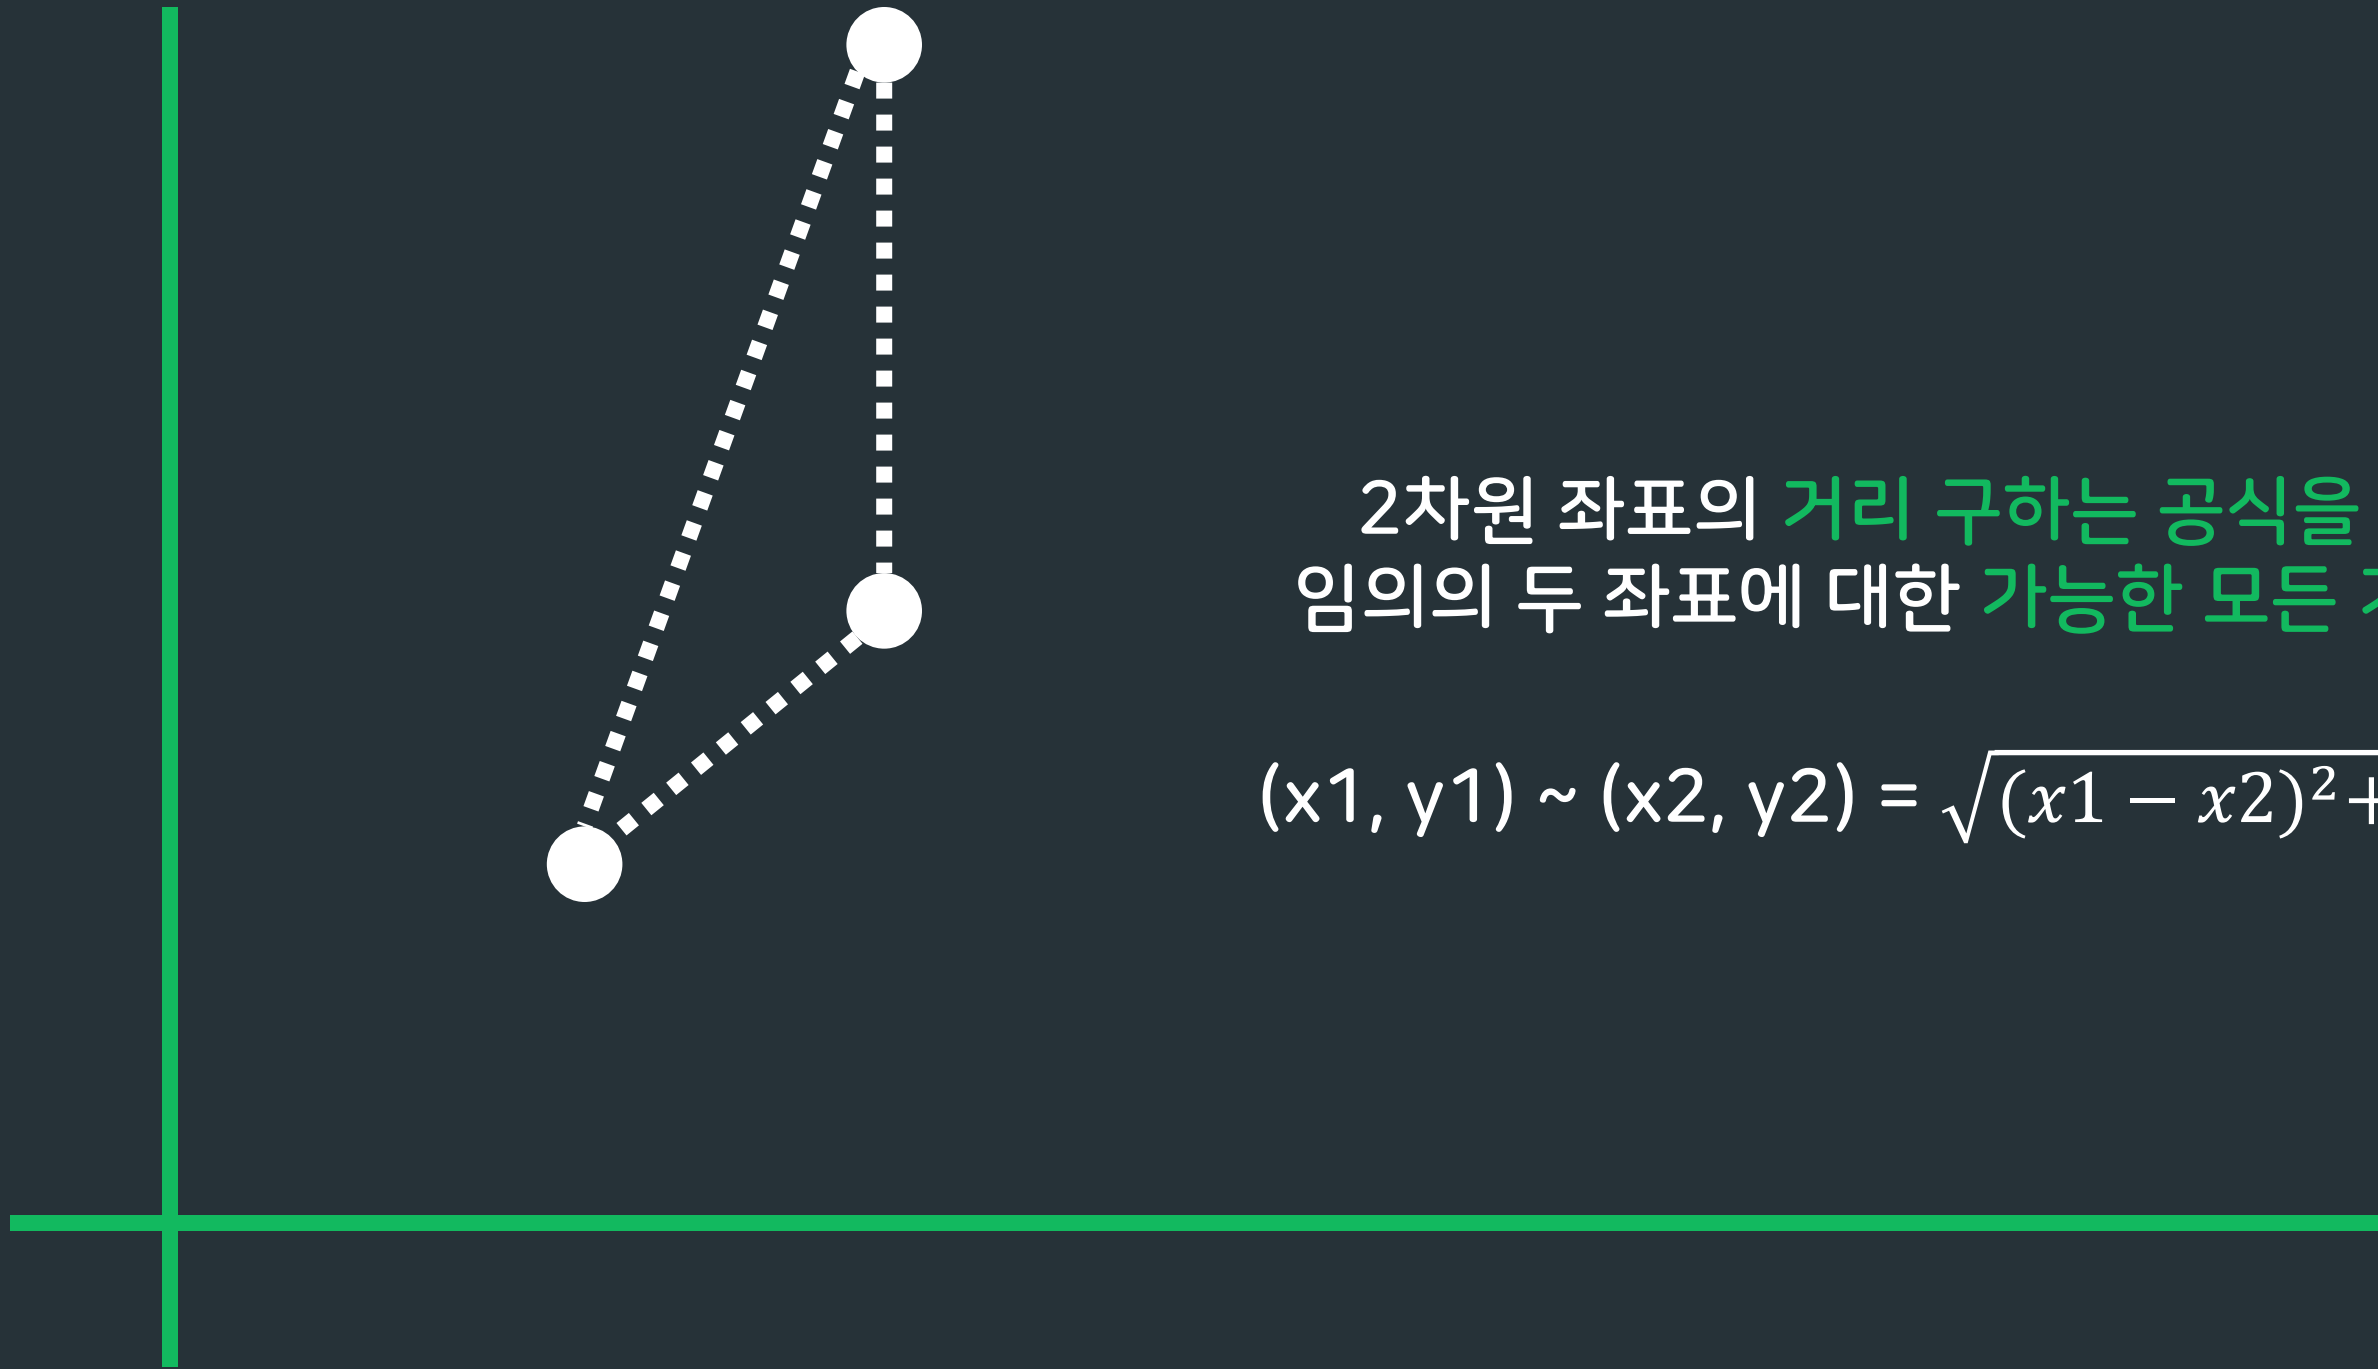 2차원 좌표의 거리 구하는 공식을
임의의 두 좌표에 대한 가능한 모든
(x1, y1) ~ (x2, y2) = √(x1 − x2)²+